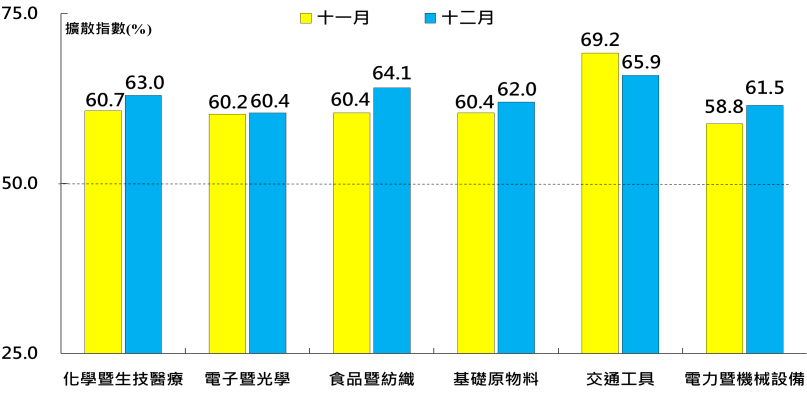 75.0
擴散指數(%)
十一月 十二月
60.7 63.0 60.2 60.4 60.4 64.1 60.4 62.0 69.2 65.9 58.8 61.5
50.0
25.0
化學暨生技醫療 電子暨光學 食品暨紡織 基礎原物料 交通工具 電力暨機械設備